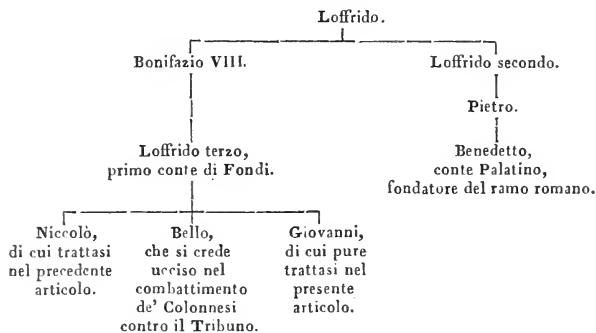 Loffrido.
Bonifazio VIII.
Loffrido secondo.
Pietro.
Loffrido terzo,
primo conte di Fondi.
Benedetto,
conte Palatino,
fondatore del ramo romano.
Niccolò,
di cui trattasi
nel precedente
articolo.
Bello,
che si crede
ucciso nel
combattimento
de' Colonnesi
contro il Tribuno.
Giovanni,
di cui pure
trattasi nel
presente
articolo.